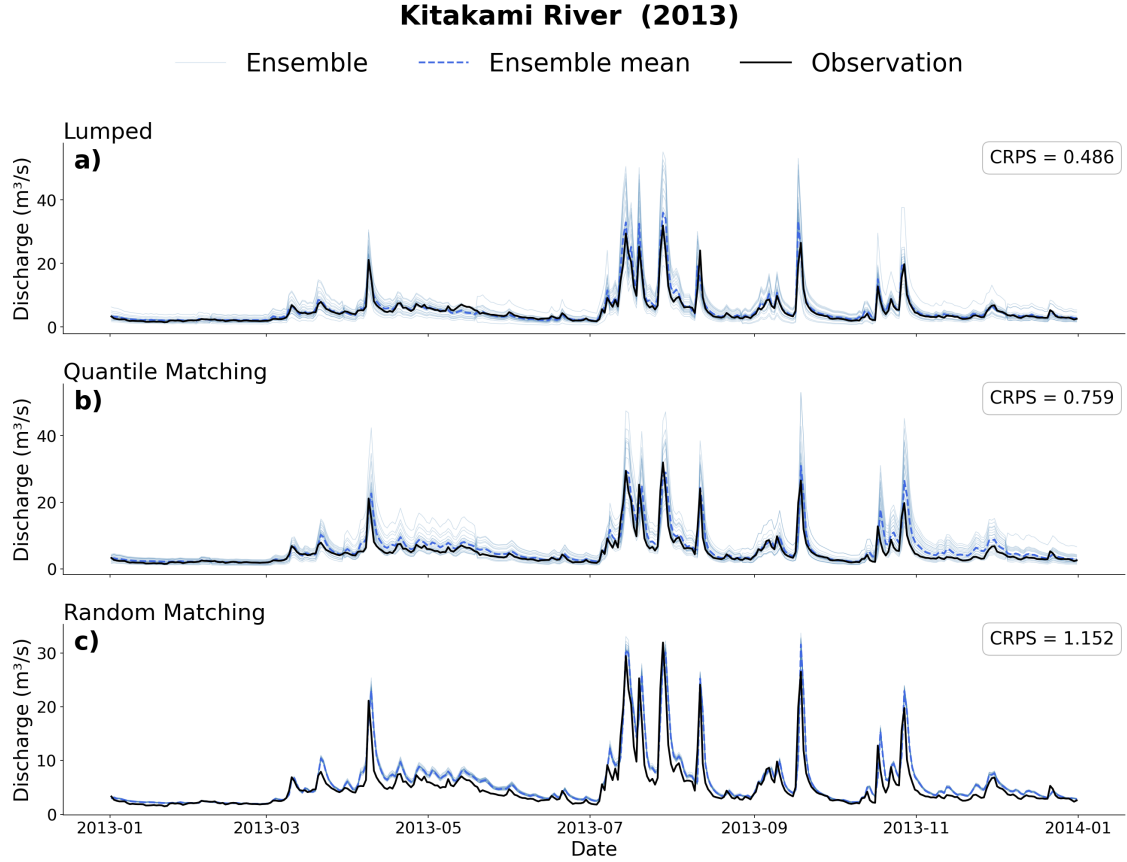 Kitakami River  (2013)
Ensemble
Ensemble mean
Observation
Lumped
a)
CRPS = 0.486
Discharge (m³/s)
40
20
0
Quantile Matching
b)
CRPS = 0.759
Discharge (m³/s)
40
20
0
Random Matching
c)
CRPS = 1.152
Discharge (m³/s)
30
20
10
0
2013-01
2013-03
2013-05
2013-07
2013-09
2013-11
2014-01
Date